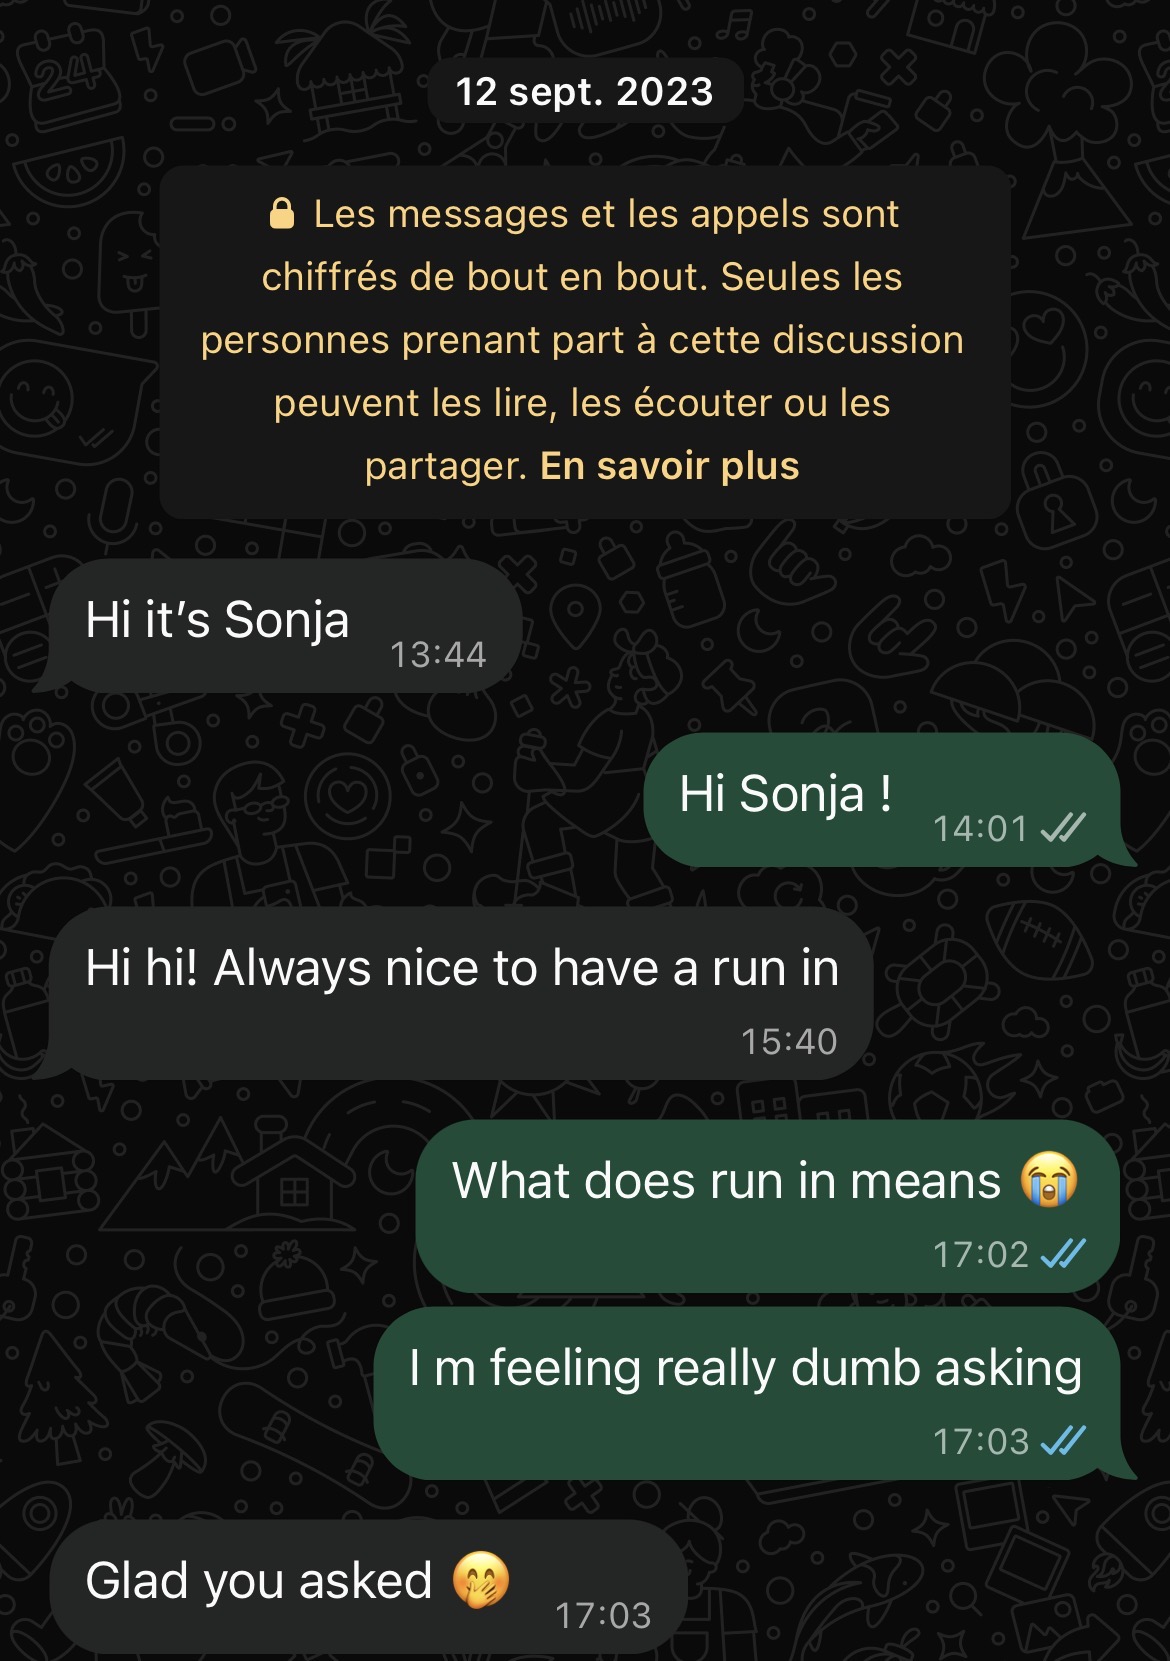 12 sept. 2023
🔒 Les messages et les appels sont
chiffrés de bout en bout. Seules les
personnes prenant part à cette discussion
peuvent les lire, les écouter ou les
partager. En savoir plus
Hi it’s Sonja
13:44
Hi Sonja !
14:01
Hi hi! Always nice to have a run in
15:40
What does run in means 😭
17:02
I m feeling really dumb asking
17:03
Glad you asked 🤭
17:03